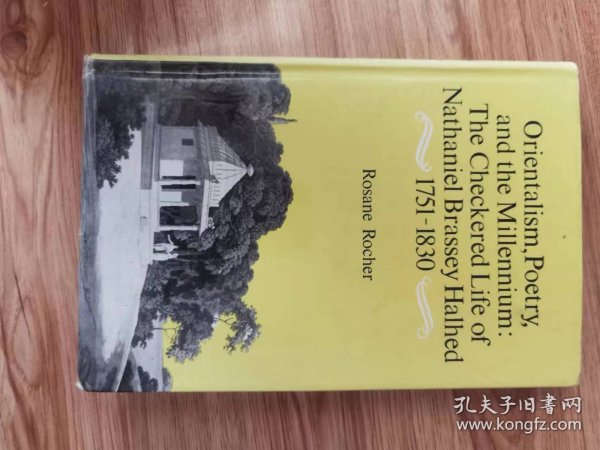 Orientalism, Poetry,
and the Millennium:
The Checkered Life of
Nathaniel Brassey Halhed
1751-1830
Rosane Rocher
孔夫子旧书网
www.kongfz.com